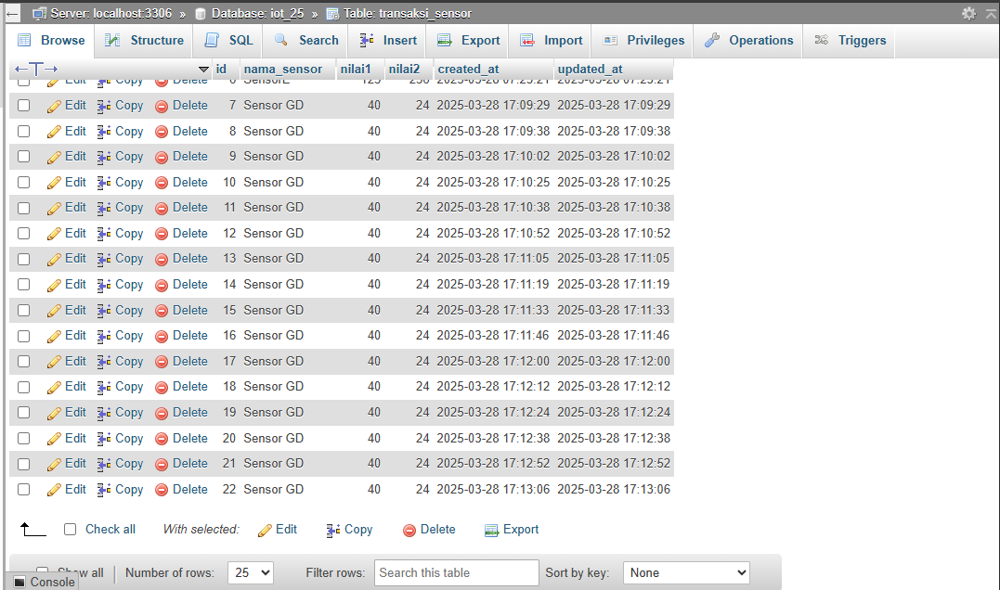 Server: localhost:3306 » Database: iot_25 » Table: transaksi_sensor
Browse Structure SQL Search Insert Export Import Privileges Operations Triggers
id nama_sensor nilai1 nilai2 created_at updated_at
Edit Copy Delete 7 Sensor GD 40 24 2025-03-28 17:09:29 2025-03-28 17:09:29
Edit Copy Delete 8 Sensor GD 40 24 2025-03-28 17:09:38 2025-03-28 17:09:38
Edit Copy Delete 9 Sensor GD 40 24 2025-03-28 17:10:02 2025-03-28 17:10:02
Edit Copy Delete 10 Sensor GD 40 24 2025-03-28 17:10:25 2025-03-28 17:10:25
Edit Copy Delete 11 Sensor GD 40 24 2025-03-28 17:10:38 2025-03-28 17:10:38
Edit Copy Delete 12 Sensor GD 40 24 2025-03-28 17:10:52 2025-03-28 17:10:52
Edit Copy Delete 13 Sensor GD 40 24 2025-03-28 17:11:05 2025-03-28 17:11:05
Edit Copy Delete 14 Sensor GD 40 24 2025-03-28 17:11:19 2025-03-28 17:11:19
Edit Copy Delete 15 Sensor GD 40 24 2025-03-28 17:11:33 2025-03-28 17:11:33
Edit Copy Delete 16 Sensor GD 40 24 2025-03-28 17:11:46 2025-03-28 17:11:46
Edit Copy Delete 17 Sensor GD 40 24 2025-03-28 17:12:00 2025-03-28 17:12:00
Edit Copy Delete 18 Sensor GD 40 24 2025-03-28 17:12:12 2025-03-28 17:12:12
Edit Copy Delete 19 Sensor GD 40 24 2025-03-28 17:12:24 2025-03-28 17:12:24
Edit Copy Delete 20 Sensor GD 40 24 2025-03-28 17:12:38 2025-03-28 17:12:38
Edit Copy Delete 21 Sensor GD 40 24 2025-03-28 17:12:52 2025-03-28 17:12:52
Edit Copy Delete 22 Sensor GD 40 24 2025-03-28 17:13:06 2025-03-28 17:13:06
Check all With selected: Edit Copy Delete Export
Show all Number of rows: 25 Filter rows: Search this table Sort by key: None
Console